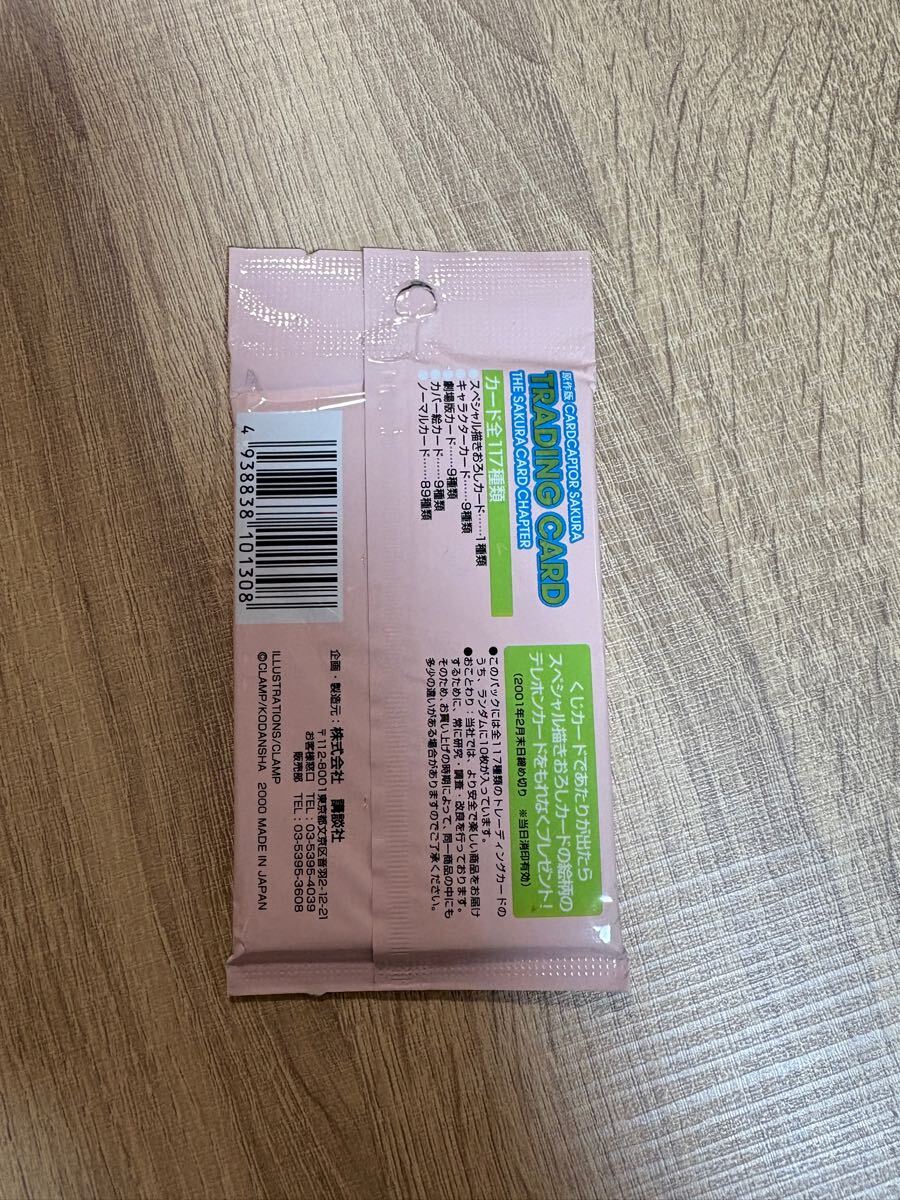 原作版 CARDCAPTOR SAKURA
TRADING CARD
THE SAKURA CARD CHAPTER
カード全117種類
●スペシャル描きおろしカード……1種類
●キャラクターカード……9種類
●劇場版カード……9種類
●カバー絵カード……9種類
●ノーマルカード……89種類
くじカードであたりが出たら
スペシャル描きおろしカードの絵柄の
テレホンカードをもれなくプレゼント!
(2001年2月末日締め切り ※当日消印有効)
●このパックには全117種類のトレーディングカードの
うち、ランダムに10枚が入っています。
●おことわり:当社では、より安全で楽しい商品をお届け
するために、常に研究・調査・改良を行っております。
そのため、お買い上げの時期によって、同一商品の中にも
多少の違いがある場合がありますのでご了承ください。
企画・製造元:株式会社 講談社
〒112-8001東京都文京区音羽2-12-21
お客様窓口 TEL:03-5395-4039
販売部 TEL:03-5395-3608
ILLUSTRATIONS/CLAMP
©CLAMP/KODANSHA 2000 MADE IN JAPAN
4 938838 101308